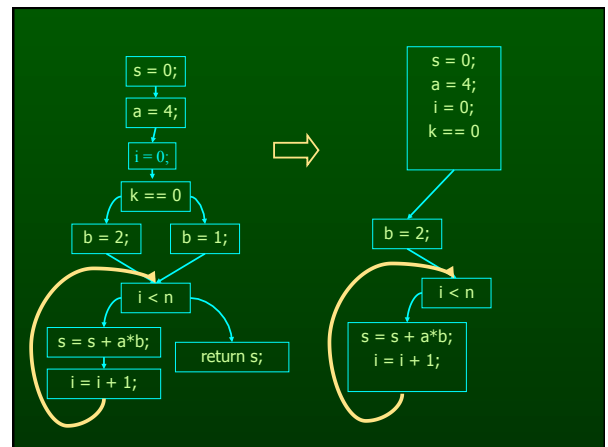 s = 0;
a = 4;
i = 0;
k == 0
b = 2;
b = 1;
i < n
s = s + a*b;
return s;
i = i + 1;
s = 0;
a = 4;
i = 0;
k == 0
b = 2;
i < n
s = s + a*b;
i = i + 1;